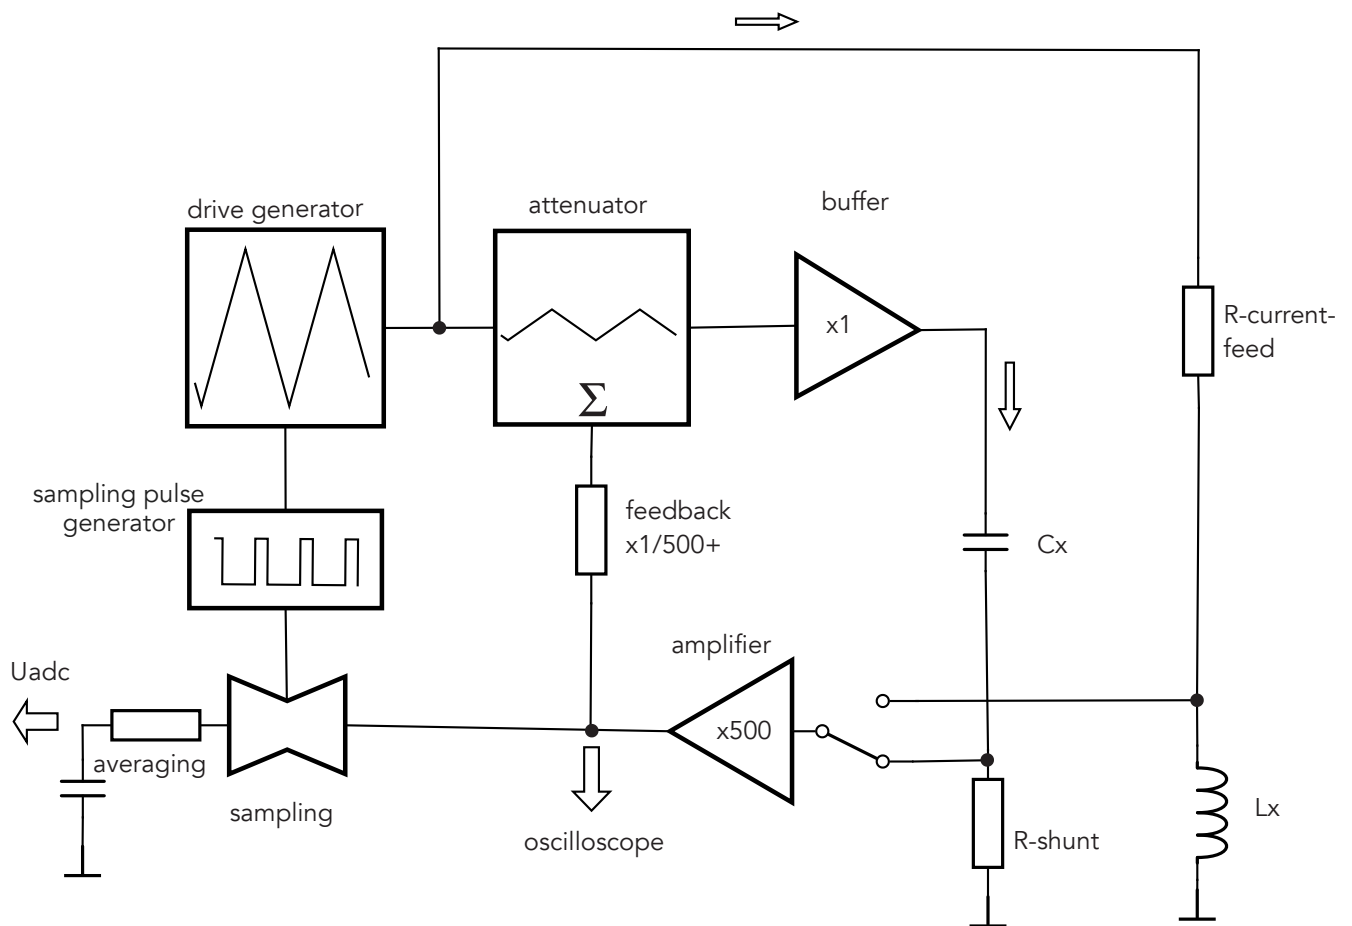 drive generator
attenuator
buffer
x1
R-current-
feed
Σ
sampling pulse
generator
feedback
x1/500+
Cx
amplifier
Uadc
x500
averaging
sampling
oscilloscope
R-shunt
Lx